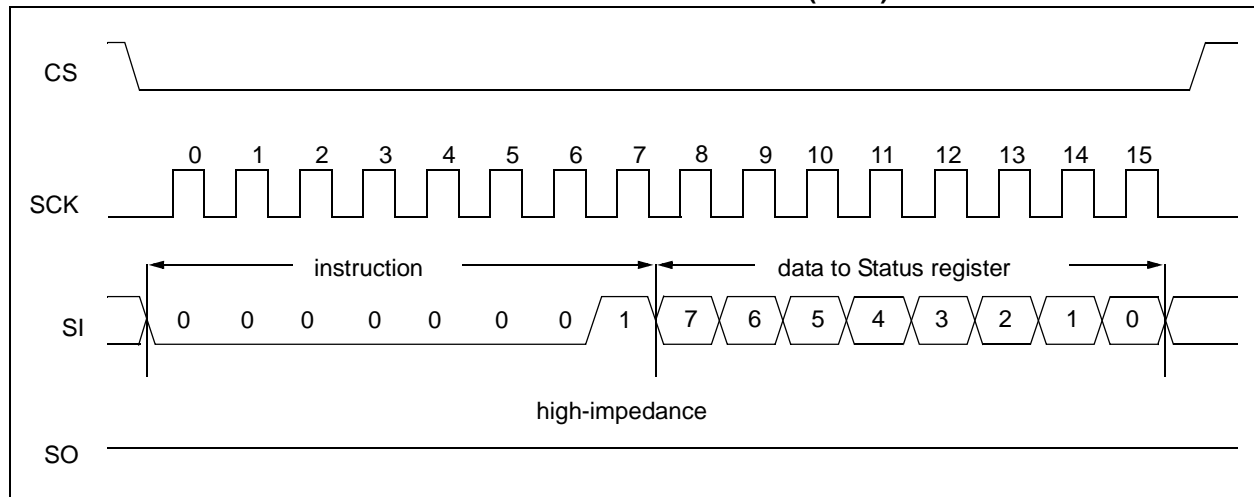 CS
0 1 2 3 4 5 6 7 8 9 10 11 12 13 14 15
SCK
instruction data to Status register
SI 0 0 0 0 0 0 0 1 7 6 5 4 3 2 1 0
high-impedance
SO